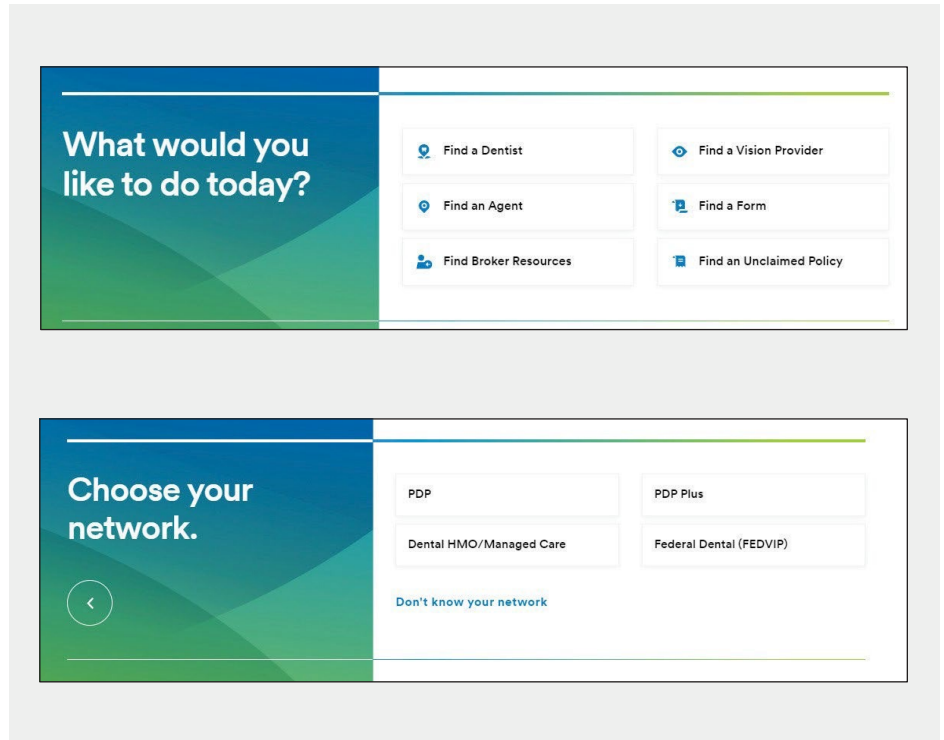 What would you
like to do today?
Find a Dentist
Find a Vision Provider
Find an Agent
Find a Form
Find Broker Resources
Find an Unclaimed Policy
Choose your
network.
PDP
PDP Plus
Dental HMO/Managed Care
Federal Dental (FEDVIP)
Don't know your network